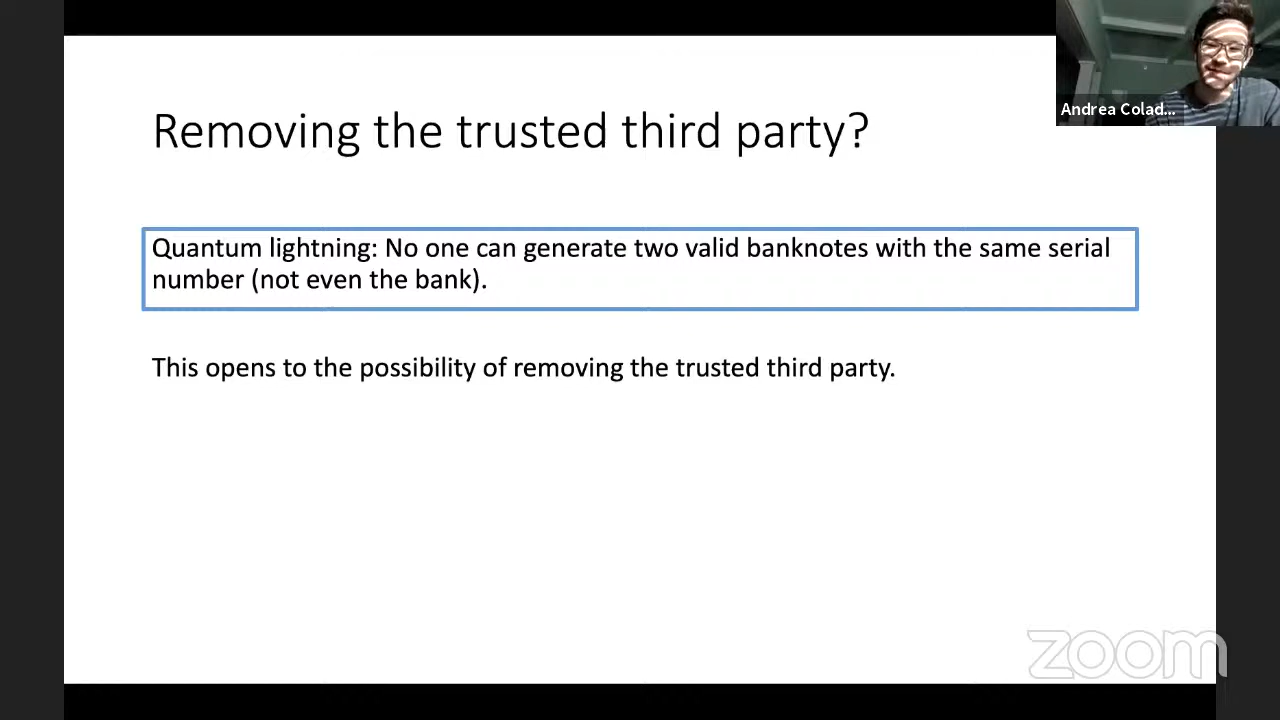 Andrea Colad...
Removing the trusted third party?
Quantum lightning: No one can generate two valid banknotes with the same serial
number (not even the bank).
This opens to the possibility of removing the trusted third party.
zoom